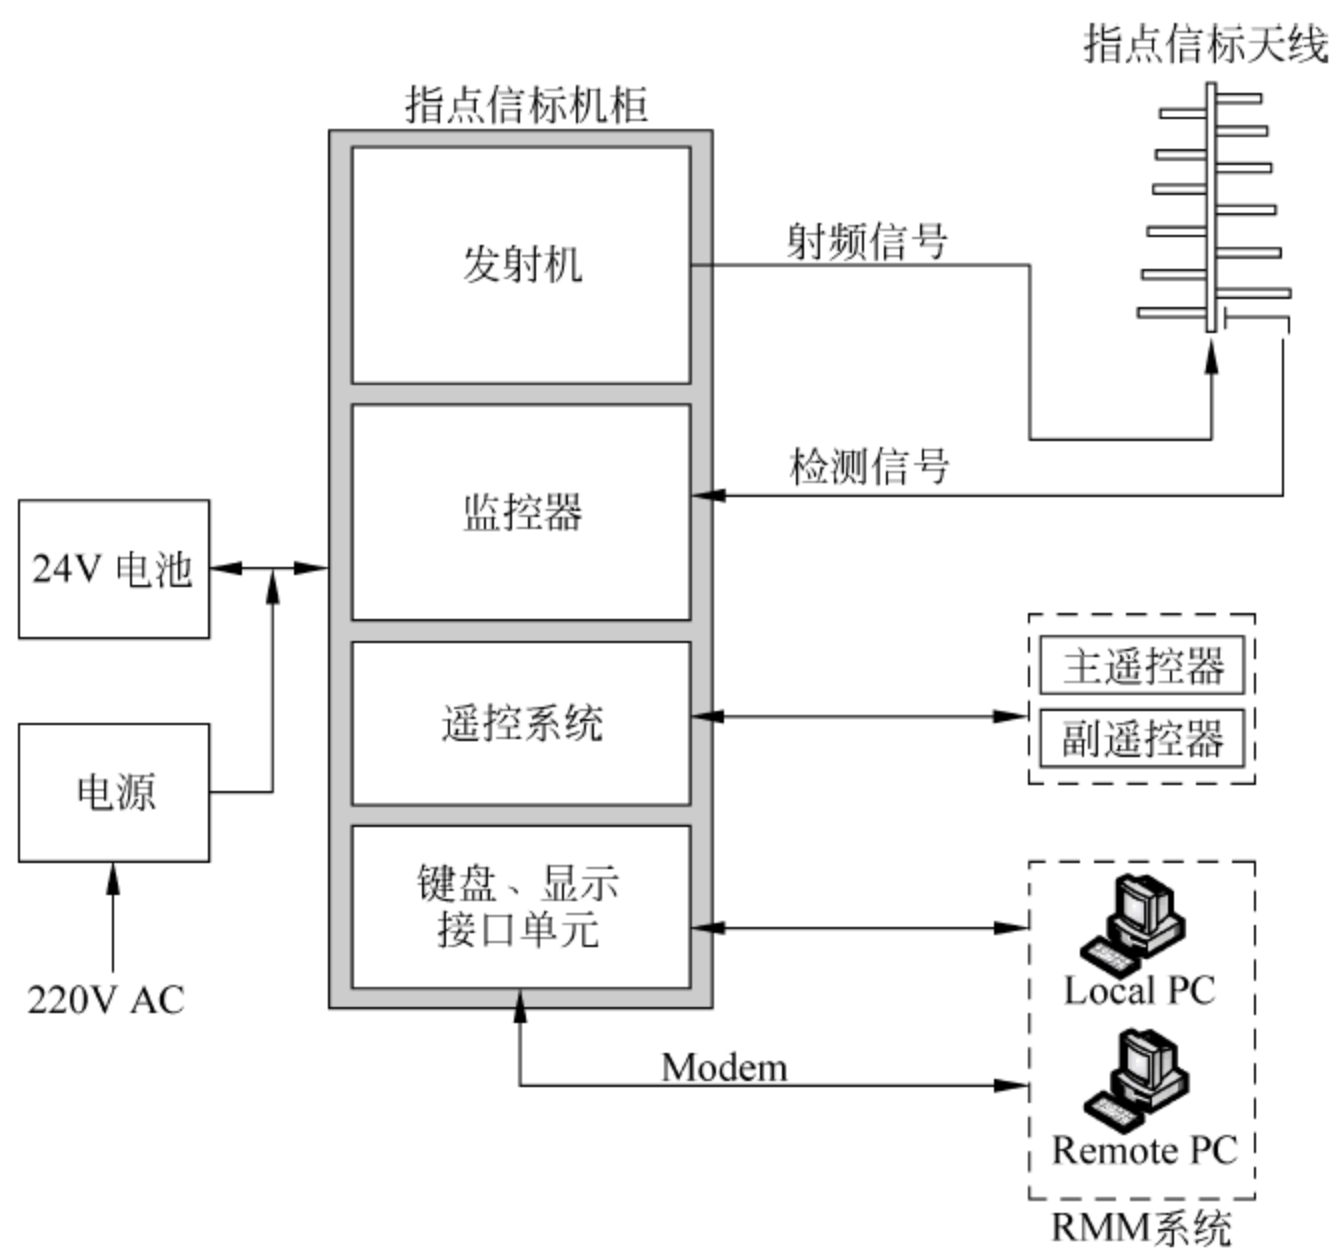 指点信标天线
指点信标机柜
发射机
射频信号
检测信号
监控器
24V 电池
主遥控器
遥控系统
副遥控器
电源
键盘、显示
接口单元
220V AC
Local PC
Modem
Remote PC
RMM系统